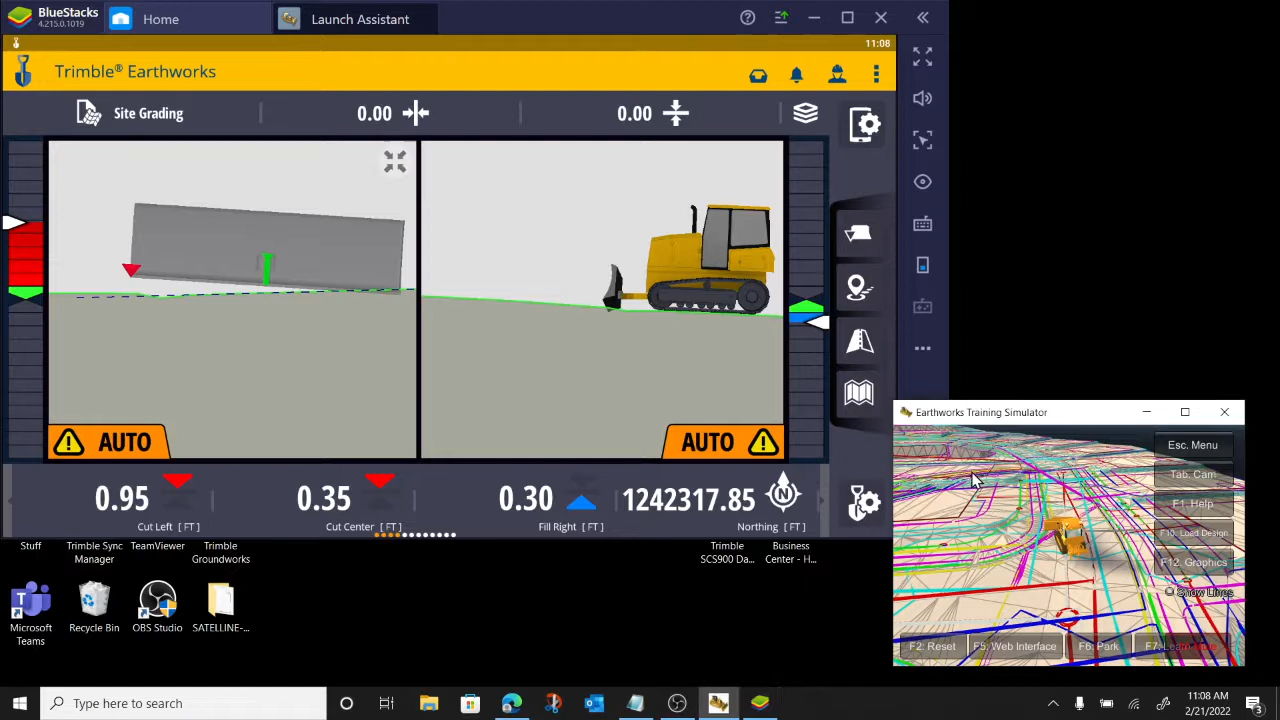 BlueStacks
4.215.0.1019
Home
Launch Assistant
11:08
Trimble® Earthworks
Site Grading
0.00
0.00
AUTO
AUTO
0.95
0.35
0.30
1242317.85
N
Cut Left [ FT ]
Cut Center [ FT ]
Fill Right [ FT ]
Northing [ FT ]
Earthworks Training Simulator
Esc. Menu
Tab. Cam
F1. Help
F10. Load Design
F12. Graphics
Show Lines
F2: Reset
F5: Web Interface
F6: Park
Stuff
Trimble Sync
Manager
TeamViewer
Trimble
Groundworks
Trimble
SCS900 Da...
Business
Center - H...
Microsoft
Teams
Recycle Bin
OBS Studio
SATELLINE-...
Type here to search
11:08 AM
2/21/2022
3